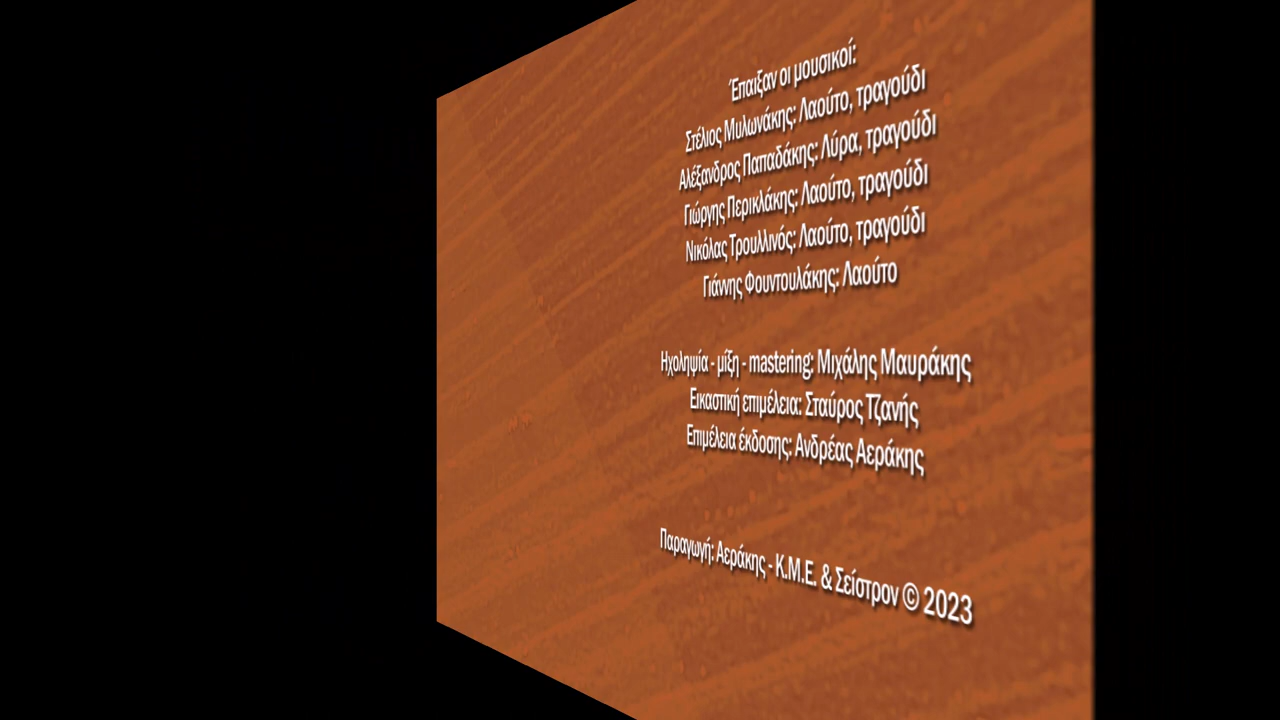 Έπαιξαν οι μουσικοί:
Στέλιος Μυλωνάκης: Λαούτο, τραγούδι
Αλέξανδρος Παπαδάκης: Λύρα, τραγούδι
Γιώργης Περικλάκης: Λαούτο, τραγούδι
Νικόλας Τρουλλινός: Λαούτο, τραγούδι
Γιάννης Φουντουλάκης: Λαούτο
Ηχοληψία - μίξη - mastering: Μιχάλης Μαυράκης
Εικαστική επιμέλεια: Σταύρος Τζανής
Επιμέλεια έκδοσης: Ανδρέας Αεράκης
Παραγωγή: Αεράκης - Κ.Μ.Ε. & Σείστρον © 2023